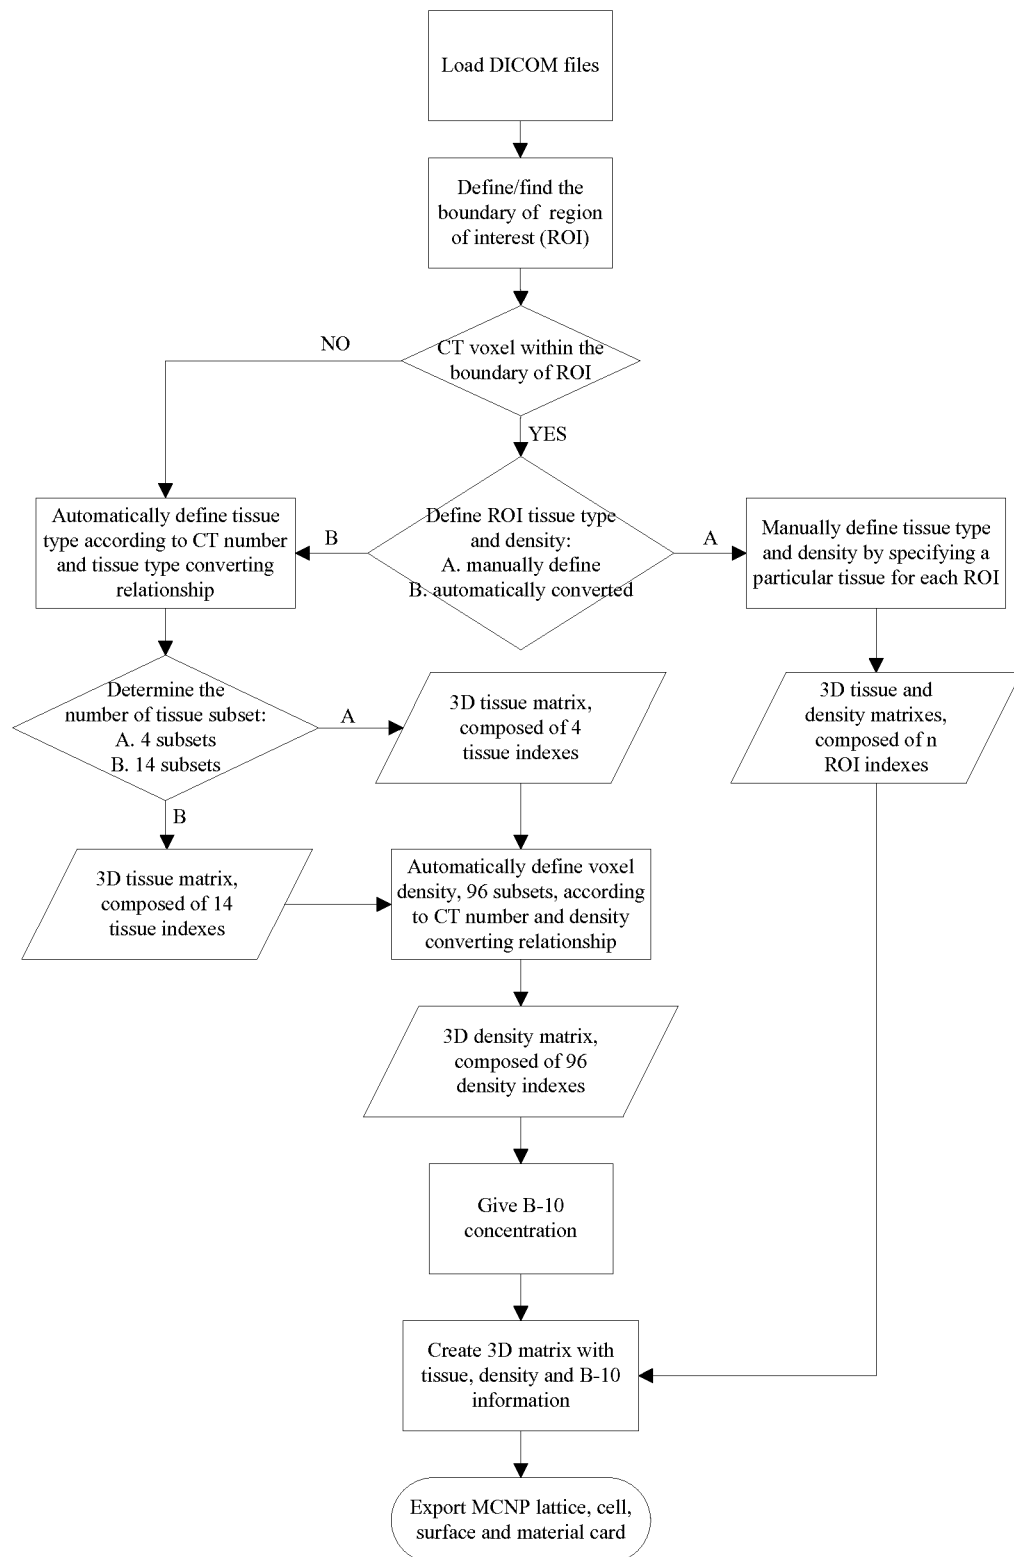 Load DICOM files
Define/find the
boundary of region
of interest (ROI)
NO
CT voxel within the
boundary of ROI
YES
Automatically define tissue
type according to CT number
and tissue type converting
relationship
B
Define ROI tissue type
and density:
A. manually define
B. automatically converted
A
Manually define tissue type
and density by specifying a
particular tissue for each ROI
Determine the
number of tissue subset:
A. 4 subsets
B. 14 subsets
A
3D tissue matrix,
composed of 4
tissue indexes
3D tissue and
density matrixes,
composed of n
ROI indexes
B
3D tissue matrix,
composed of 14
tissue indexes
Automatically define voxel
density, 96 subsets, according
to CT number and density
converting relationship
3D density matrix,
composed of 96
density indexes
Give B-10
concentration
Create 3D matrix with
tissue, density and B-10
information
Export MCNP lattice, cell,
surface and material card